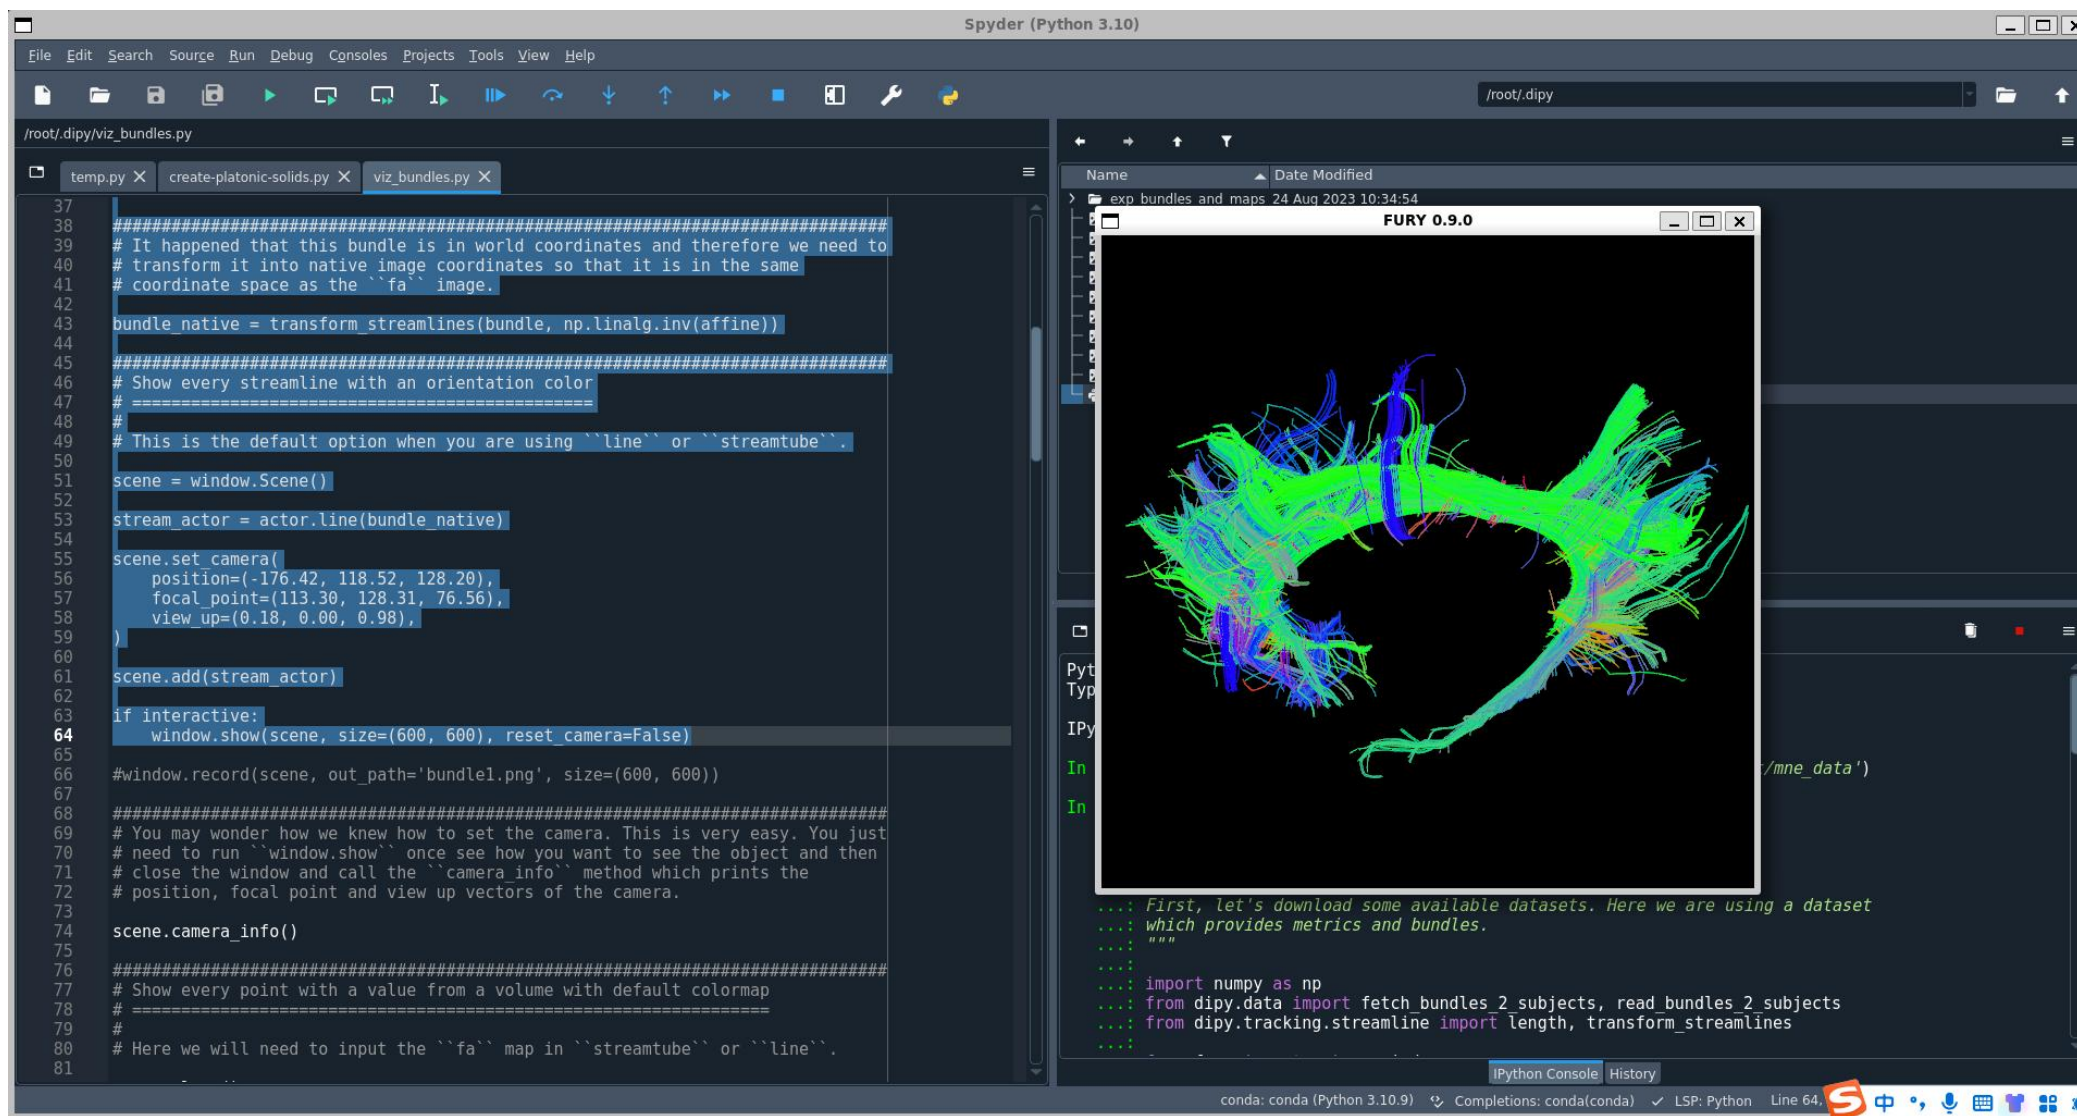 Spyder (Python 3.10)
File Edit Search Source Run Debug Consoles Projects Tools View Help
/root/.dipy
/root/.dipy/viz_bundles.py
temp.py
create-platonic-solids.py
viz_bundles.py
37
38 ###############################################################################
39 # It happened that this bundle is in world coordinates and therefore we need to
40 # transform it into native image coordinates so that it is in the same
41 # coordinate space as the ``fa`` image.
42
43 bundle_native = transform_streamlines(bundle, np.linalg.inv(affine))
44
45 ###############################################################################
46 # Show every streamline with an orientation color
47 # ===============================================
48 #
49 # This is the default option when you are using ``line`` or ``streamtube``.
50
51 scene = window.Scene()
52
53 stream_actor = actor.line(bundle_native)
54
55 scene.set_camera(
56     position=(-176.42, 118.52, 128.20),
57     focal_point=(113.30, 128.31, 76.56),
58     view_up=(0.18, 0.00, 0.98),
59 )
60
61 scene.add(stream_actor)
62
63 if interactive:
64     window.show(scene, size=(600, 600), reset_camera=False)
65
66 #window.record(scene, out_path='bundle1.png', size=(600, 600))
67
68 ###############################################################################
69 # You may wonder how we knew how to set the camera. This is very easy. You just
70 # need to run ``window.show`` once see how you want to see the object and then
71 # close the window and call the ``camera_info`` method which prints the
72 # position, focal point and view up vectors of the camera.
73
74 scene.camera_info()
75
76 ###############################################################################
77 # Show every point with a value from a volume with default colormap
78 # =================================================================
79 #
80 # Here we will need to input the ``fa`` map in ``streamtube`` or ``line``.
81
Name Date Modified
exp_bundles_and_maps 24 Aug 2023 10:34:54
FURY 0.9.0
Pyt
Typ
IPy
In /mne_data')
In
...: First, let's download some available datasets. Here we are using a dataset
...: which provides metrics and bundles.
...: """
...:
...: import numpy as np
...: from dipy.data import fetch_bundles_2_subjects, read_bundles_2_subjects
...: from dipy.tracking.streamline import length, transform_streamlines
...:
IPython Console History
conda: conda (Python 3.10.9) Completions: conda(conda) LSP: Python Line 64,
S 中